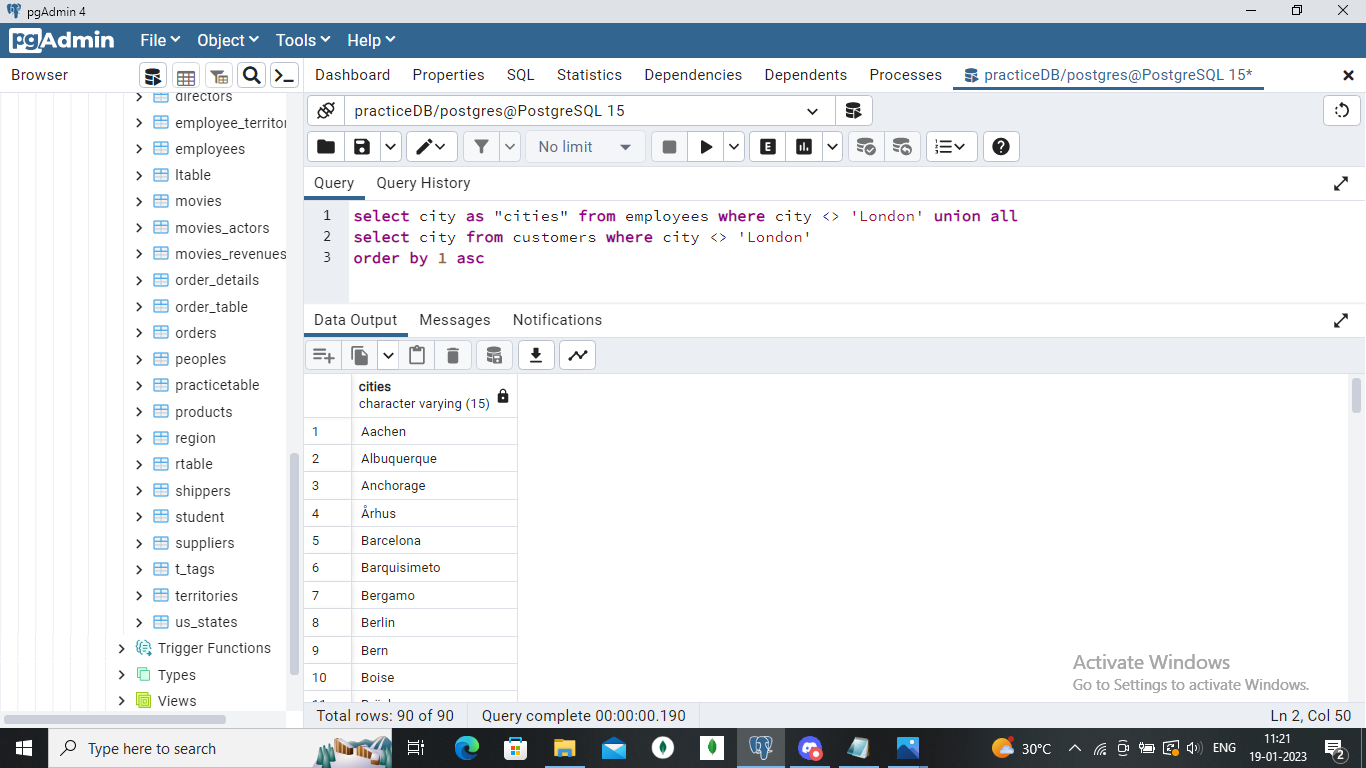 pgAdmin 4
pgAdmin File Object Tools Help
Browser
Dashboard Properties SQL Statistics Dependencies Dependents Processes practiceDB/postgres@PostgreSQL 15*
directors
employee_territo
employees
ltable
movies
movies_actors
movies_revenues
order_details
order_table
orders
peoples
practicetable
products
region
rtable
shippers
student
suppliers
t_tags
territories
us_states
Trigger Functions
Types
Views
practiceDB/postgres@PostgreSQL 15
No limit
E
Query Query History
1 select city as "cities" from employees where city <> 'London' union all
2 select city from customers where city <> 'London'
3 order by 1 asc
Data Output Messages Notifications
cities
character varying (15)
1 Aachen
2 Albuquerque
3 Anchorage
4 Århus
5 Barcelona
6 Barquisimeto
7 Bergamo
8 Berlin
9 Bern
10 Boise
Activate Windows
Go to Settings to activate Windows.
Total rows: 90 of 90 Query complete 00:00:00.190 Ln 2, Col 50
Type here to search
30°C
ENG
11:21
19-01-2023
2